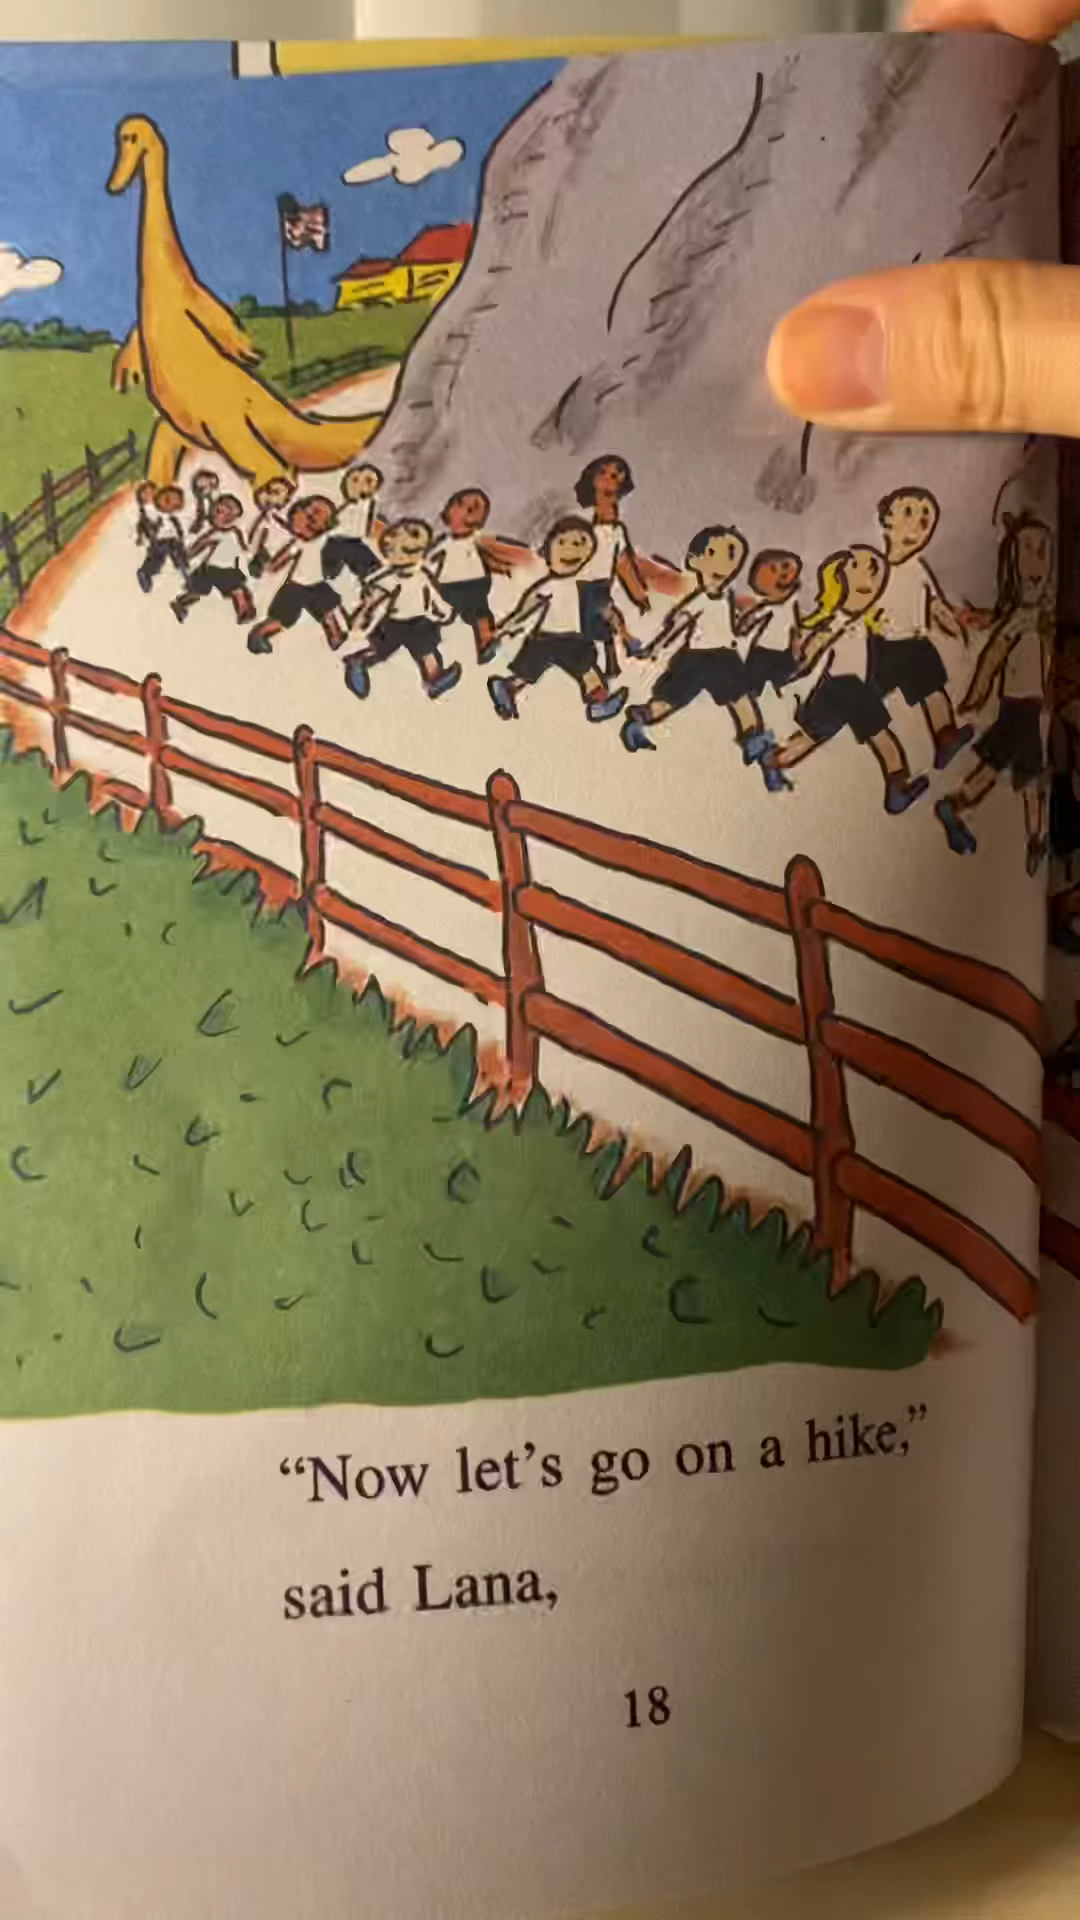 “Now let’s go on a hike,”
said Lana,
18